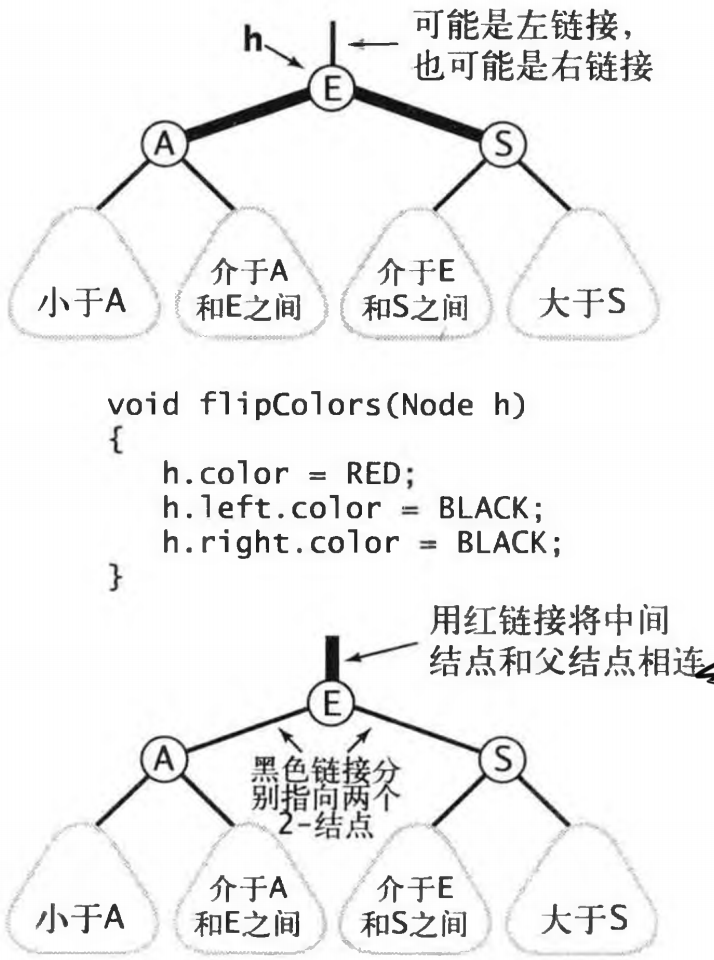 可能是左链接，
也可能是右链接
h
E
A
S
小于A
介于A
和E之间
介于E
和S之间
大于S
void flipColors(Node h)
{
h.color = RED;
h.left.color = BLACK;
h.right.color = BLACK;
}
用红链接将中间
结点和父结点相连
E
A
S
黑色链接分
别指向两个
2-结点
小于A
介于A
和E之间
介于E
和S之间
大于S